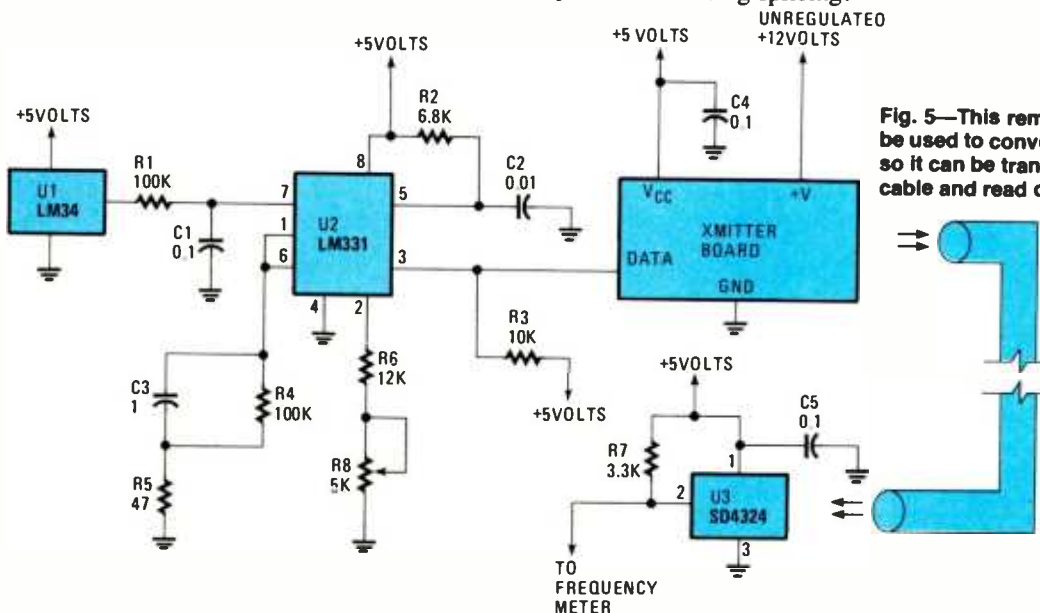 splicing.
UNREGULATED
+12VOLTS
+5 VOLTS
+5VOLTS
+5VOLTS
R2
6.8K
C4
0.1
Fig. 5—This rem
be used to conve
so it can be tran
cable and read o
R1
100K
8
C2
0.01
U1
LM34
7
5
VCC
+V
1
U2
LM331
C1
0.1
6
3
XMITTER
BOARD
DATA
GND
4
2
R3
10K
R6
12K
+5VOLTS
+5VOLTS
C3
1
R4
100K
C5
0.1
R7
3.3K
R8
5K
1
R5
47
2
U3
SD4324
3
TO
FREQUENCY
METER